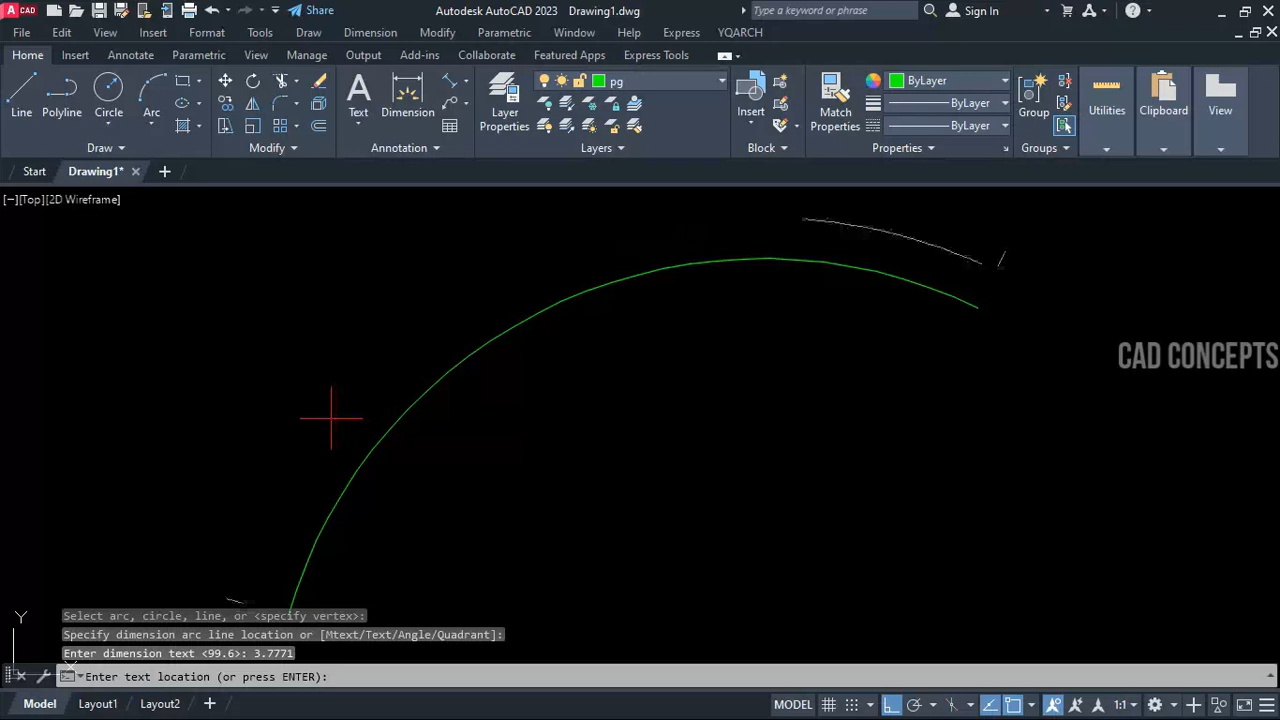 CAD
Share
Autodesk AutoCAD 2023 Drawing1.dwg
Type a keyword or phrase
Sign In
File Edit View Insert Format Tools Draw Dimension Modify Parametric Window Help Express YQARCH
Home Insert Annotate Parametric View Manage Output Add-ins Collaborate Featured Apps Express Tools
pg
ByLayer
ByLayer
ByLayer
Line Polyline Circle Arc
Text Dimension
Layer Properties
Insert
Match Properties
Group
Utilities
Clipboard
View
Draw Modify Annotation Layers Block Properties Groups
Start Drawing1*
[−][Top][2D Wireframe]
CAD CONCEPTS
Y
X
Select arc, circle, line, or <specify vertex>:
Specify dimension arc line location or [Mtext/Text/Angle/Quadrant]:
Enter dimension text <99.6>: 3.7771
Enter text location (or press ENTER):
Model Layout1 Layout2
MODEL
1:1